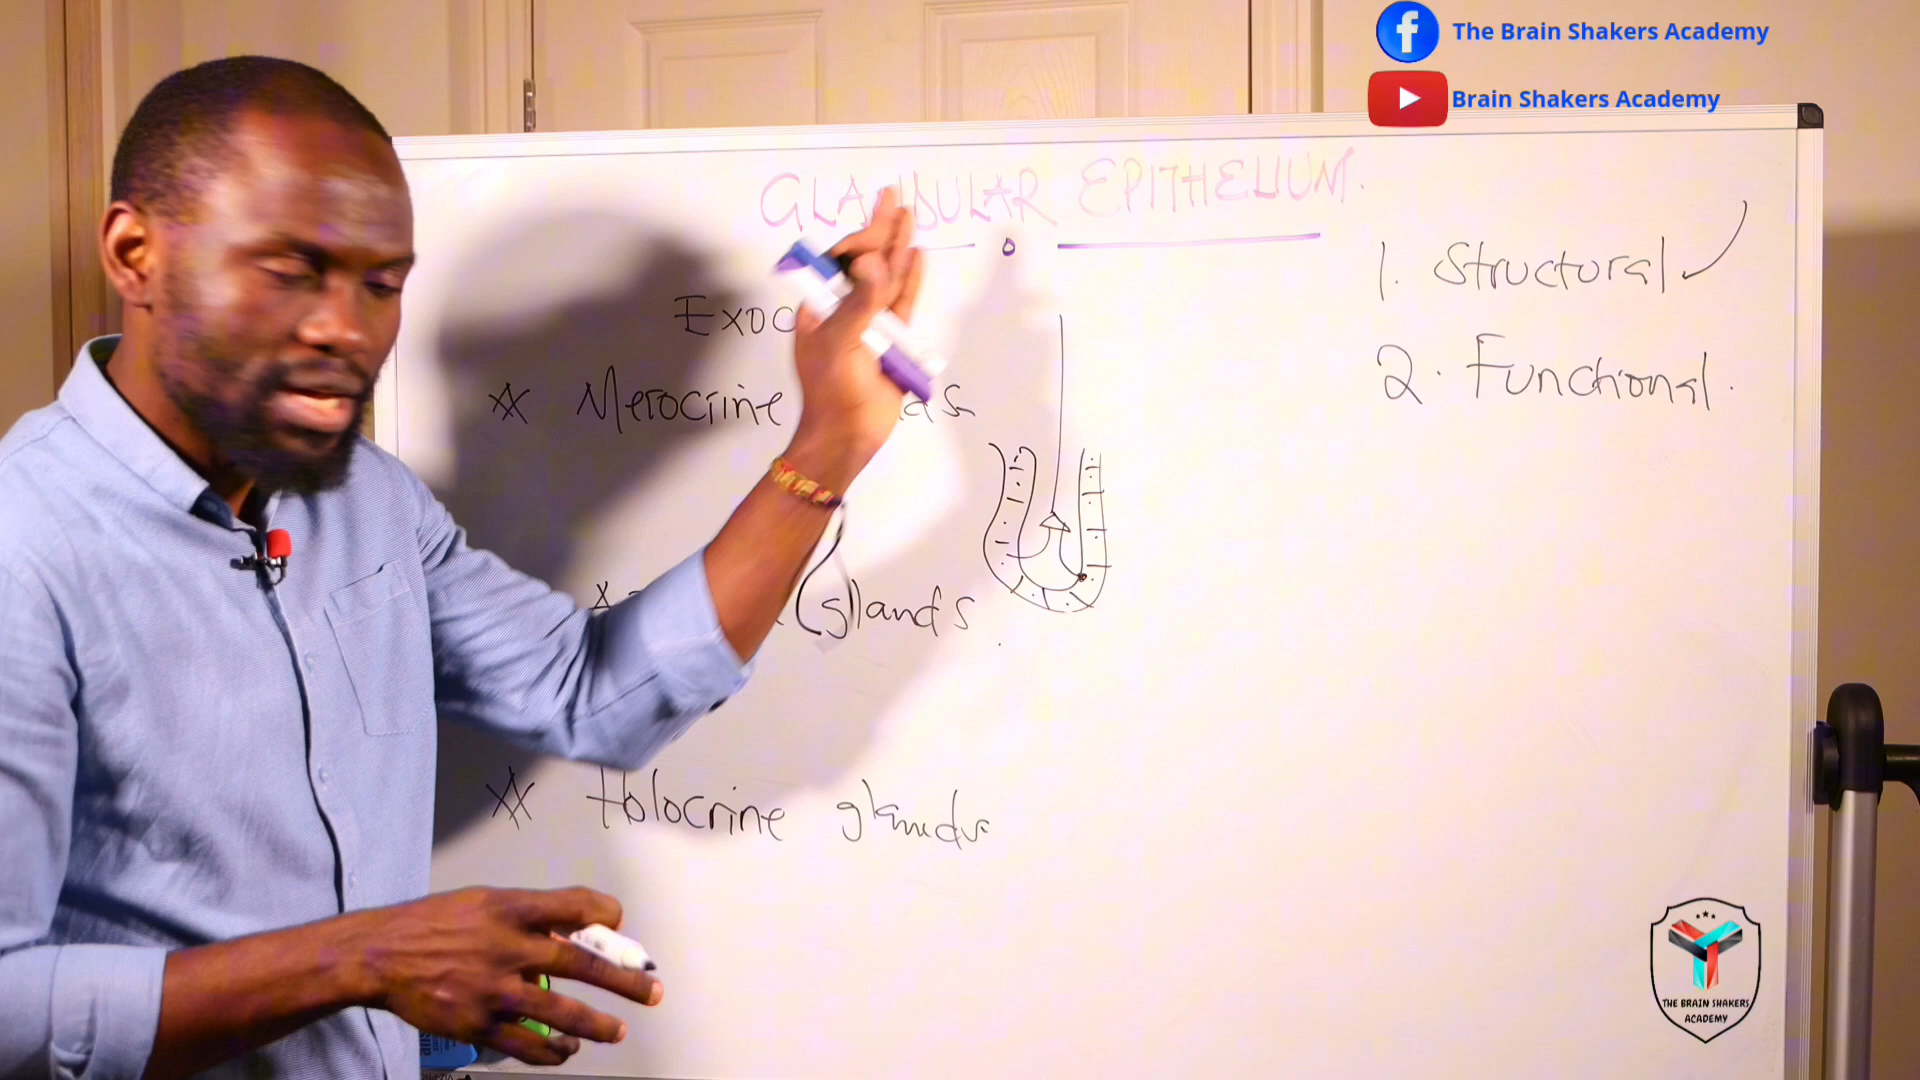 The Brain Shakers Academy
Brain Shakers Academy
GLANDULAR EPITHELIUM.
1. Structural
2. Functional.
Exoc
Merocrine
glands
Holocrine glands
THE BRAIN SHAKERS
ACADEMY